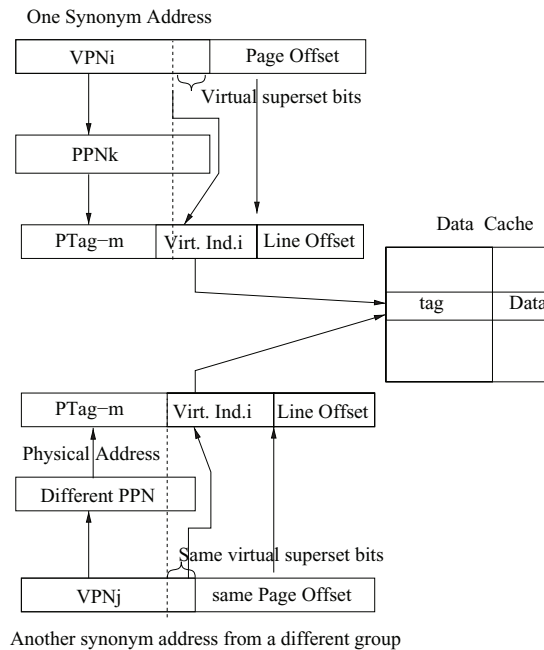 One Synonym Address
VPNi
Page Offset
Virtual superset bits
PPNk
PTag−m
Virt. Ind.i
Line Offset
Data Cache
tag
Data
PTag−m
Virt. Ind.i
Line Offset
Physical Address
Different PPN
Same virtual superset bits
VPNj
same Page Offset
Another synonym address from a different group